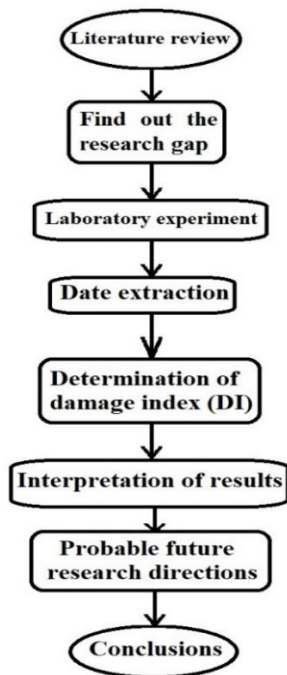 Literature review
Find out the
research gap
Laboratory experiment
Date extraction
Determination of
damage index (DI)
Interpretation of results
Probable future
research directions
Conclusions